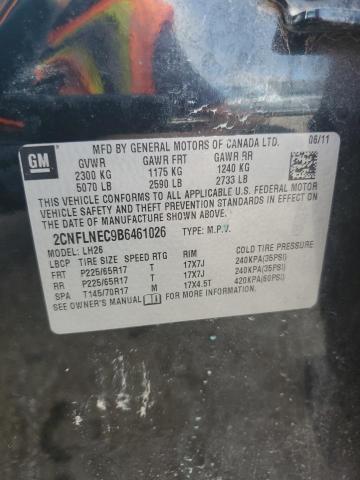 GM
MFD BY GENERAL MOTORS OF CANADA LTD.
06/11
GVWR GAWR FRT GAWR RR
2300 KG 1175 KG 1240 KG
5070 LB 2590 LB 2733 LB
THIS VEHICLE CONFORMS TO ALL APPLICABLE U.S. FEDERAL MOTOR
VEHICLE SAFETY, BUMPER, AND THEFT PREVENTION STANDARDS IN EFFECT ON
THE DATE OF MANUFACTURE SHOWN ABOVE.
2CNFLNEC9B6461026 TYPE: M.P.V.
MODEL: LH26
LBCP TIRE SIZE SPEED RTG RIM COLD TIRE PRESSURE
FRT P225/65R17 17X7J 240KPA(35PSI)
RR P225/65R17 17X7J 240KPA(35PSI)
SPA T145/70R17 M 17X4.5T 420KPA(60PSI)
SEE OWNER'S MANUAL FOR MORE INFORMATION.